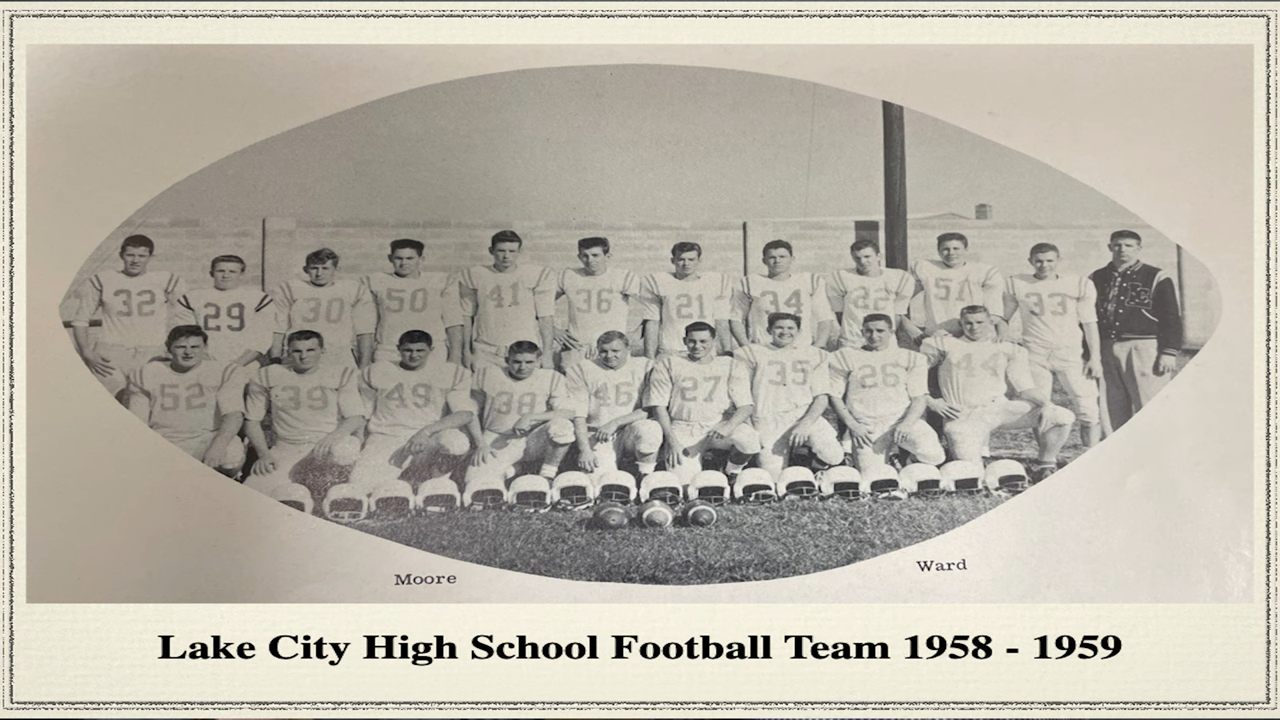 32 29 30 50 41 36 21 34 22 51 33
52 39 49 38 46 27 35 26 44
Moore Ward
Lake City High School Football Team 1958 - 1959